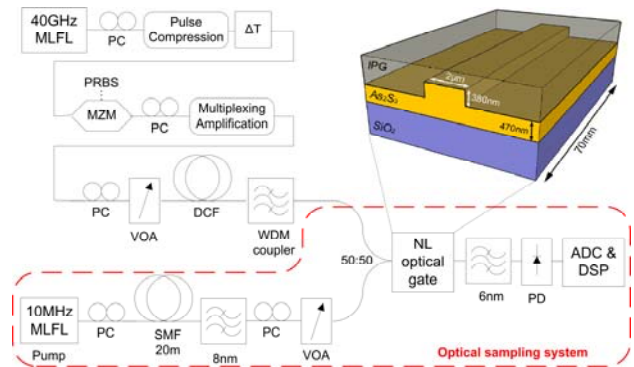 40GHz
MLFL
PC
Pulse
Compression
ΔT
PRBS
MZM
PC
Multiplexing
Amplification
PC
VOA
DCF
WDM
coupler
IPG
As₂S₃
SiO₂
2µm
380nm
470nm
70mm
50:50
NL
optical
gate
6nm
PD
ADC &
DSP
10MHz
MLFL
Pump
PC
SMF
20m
8nm
PC
VOA
Optical sampling system